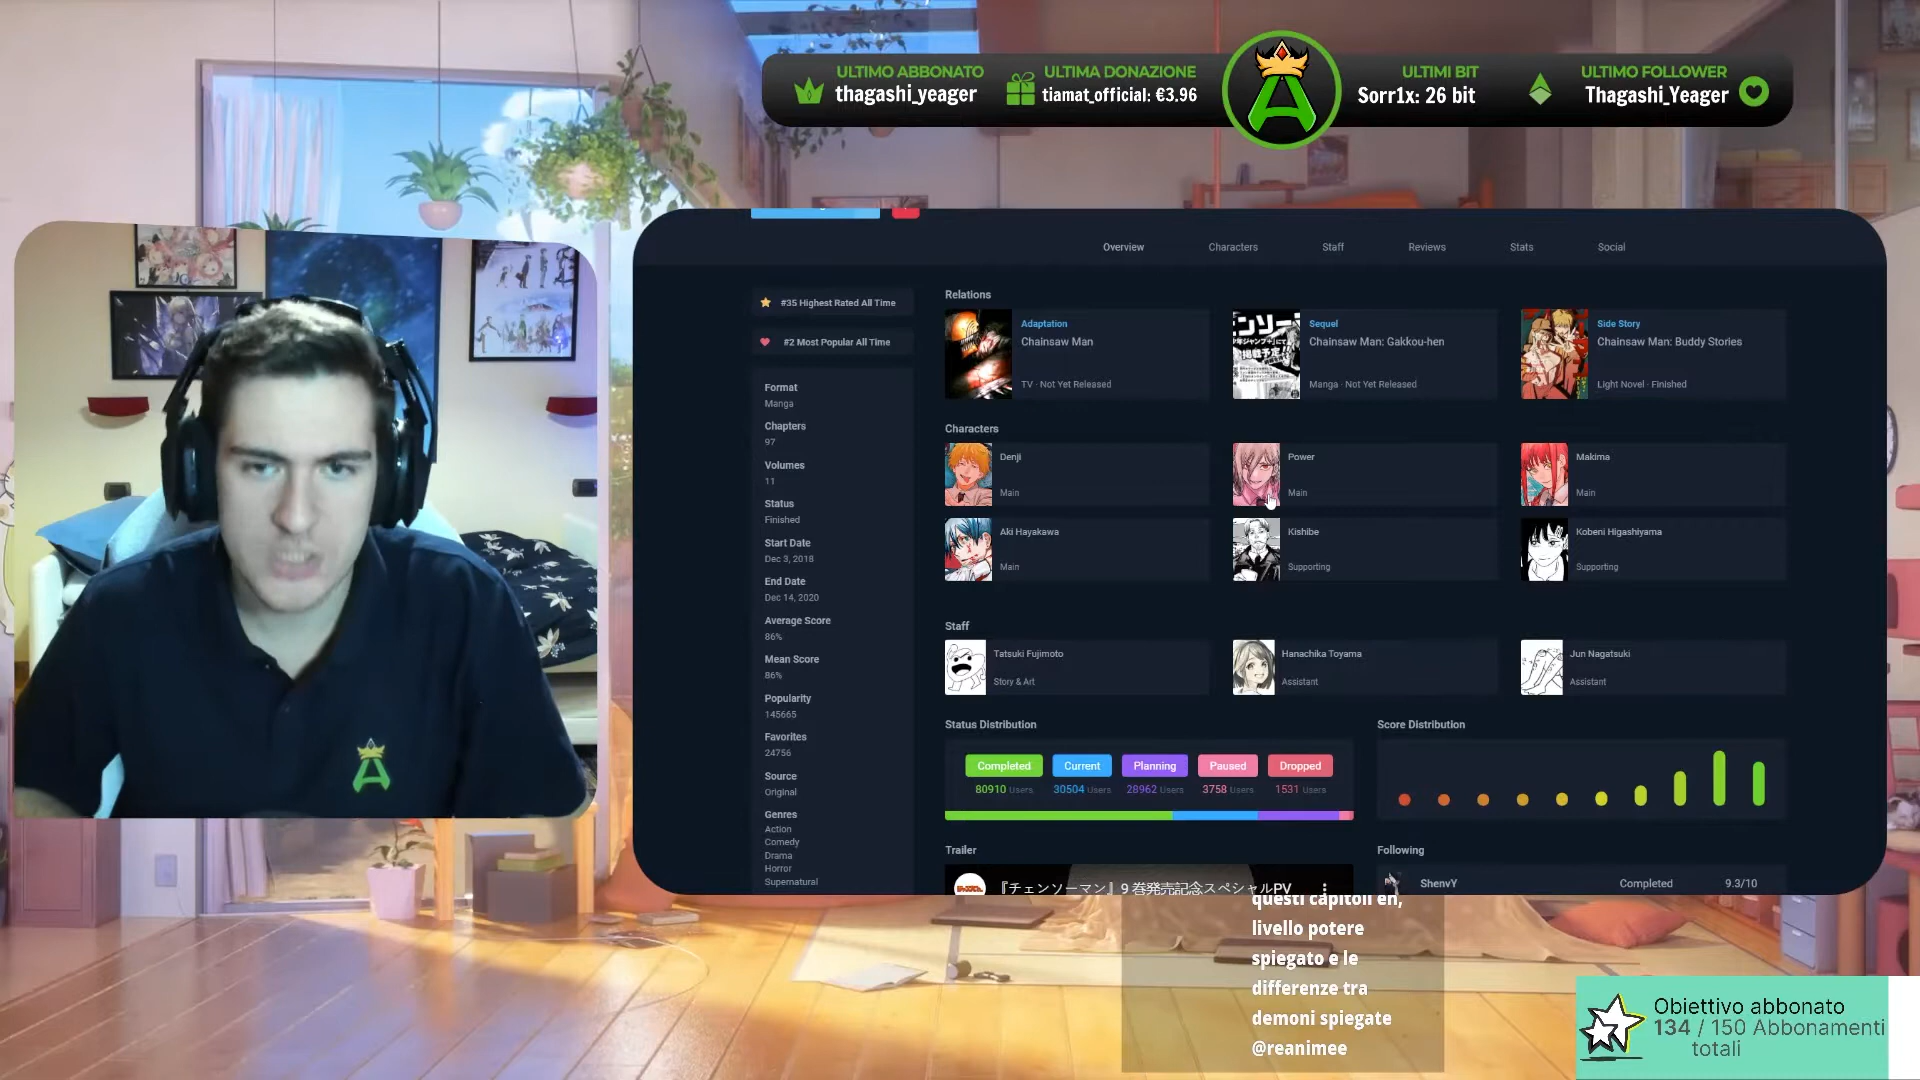 ULTIMO ABBONATO
thagashi_yeager
ULTIMA DONAZIONE
tiamat_official: €3.96
ULTIMI BIT
Sorr1x: 26 bit
ULTIMO FOLLOWER
Thagashi_Yeager
Overview
Characters
Staff
Reviews
Stats
Social
#35 Highest Rated All Time
#2 Most Popular All Time
Format
Manga
Chapters
97
Volumes
11
Status
Finished
Start Date
Dec 3, 2018
End Date
Dec 14, 2020
Average Score
86%
Mean Score
86%
Popularity
145665
Favorites
24756
Source
Original
Genres
Action
Comedy
Drama
Horror
Supernatural
Relations
Adaptation
Chainsaw Man
TV · Not Yet Released
Sequel
Chainsaw Man: Gakkou-hen
Manga · Not Yet Released
Side Story
Chainsaw Man: Buddy Stories
Light Novel · Finished
Characters
Denji
Main
Power
Main
Makima
Main
Aki Hayakawa
Main
Kishibe
Supporting
Kobeni Higashiyama
Supporting
Staff
Tatsuki Fujimoto
Story & Art
Hanachika Toyama
Assistant
Jun Nagatsuki
Assistant
Status Distribution
Completed
80910 Users
Current
30504 Users
Planning
28962 Users
Paused
3758 Users
Dropped
1531 Users
Score Distribution
Trailer
『チェンソーマン』9巻発売記念スペシャルPV
Following
ShenvY
Completed
9.3/10
questi capitoli eh,
livello potere
spiegato e le
differenze tra
demoni spiegate
@reanimee
Obiettivo abbonato
134 / 150 Abbonamenti
totali